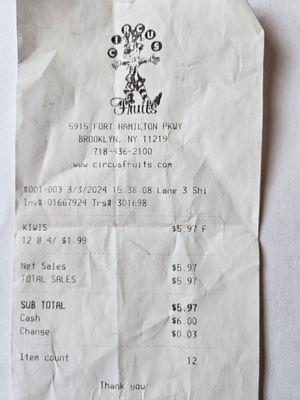 CIRCUS
Fruits
5915 FORT HAMILTON PKWY
BROOKLYN, NY 11219
718-436-2100
www.circusfruits.com
#001-003 3/3/2024 15:38:08 Lane 3 Shi
Inv# 01667924 Trs# 301698
KIWIS $5.97 F
12 @ 4/ $1.99
Net Sales $5.97
TOTAL SALES $5.97
SUB TOTAL $5.97
Cash $6.00
Change $0.03
Item count 12
Thank you